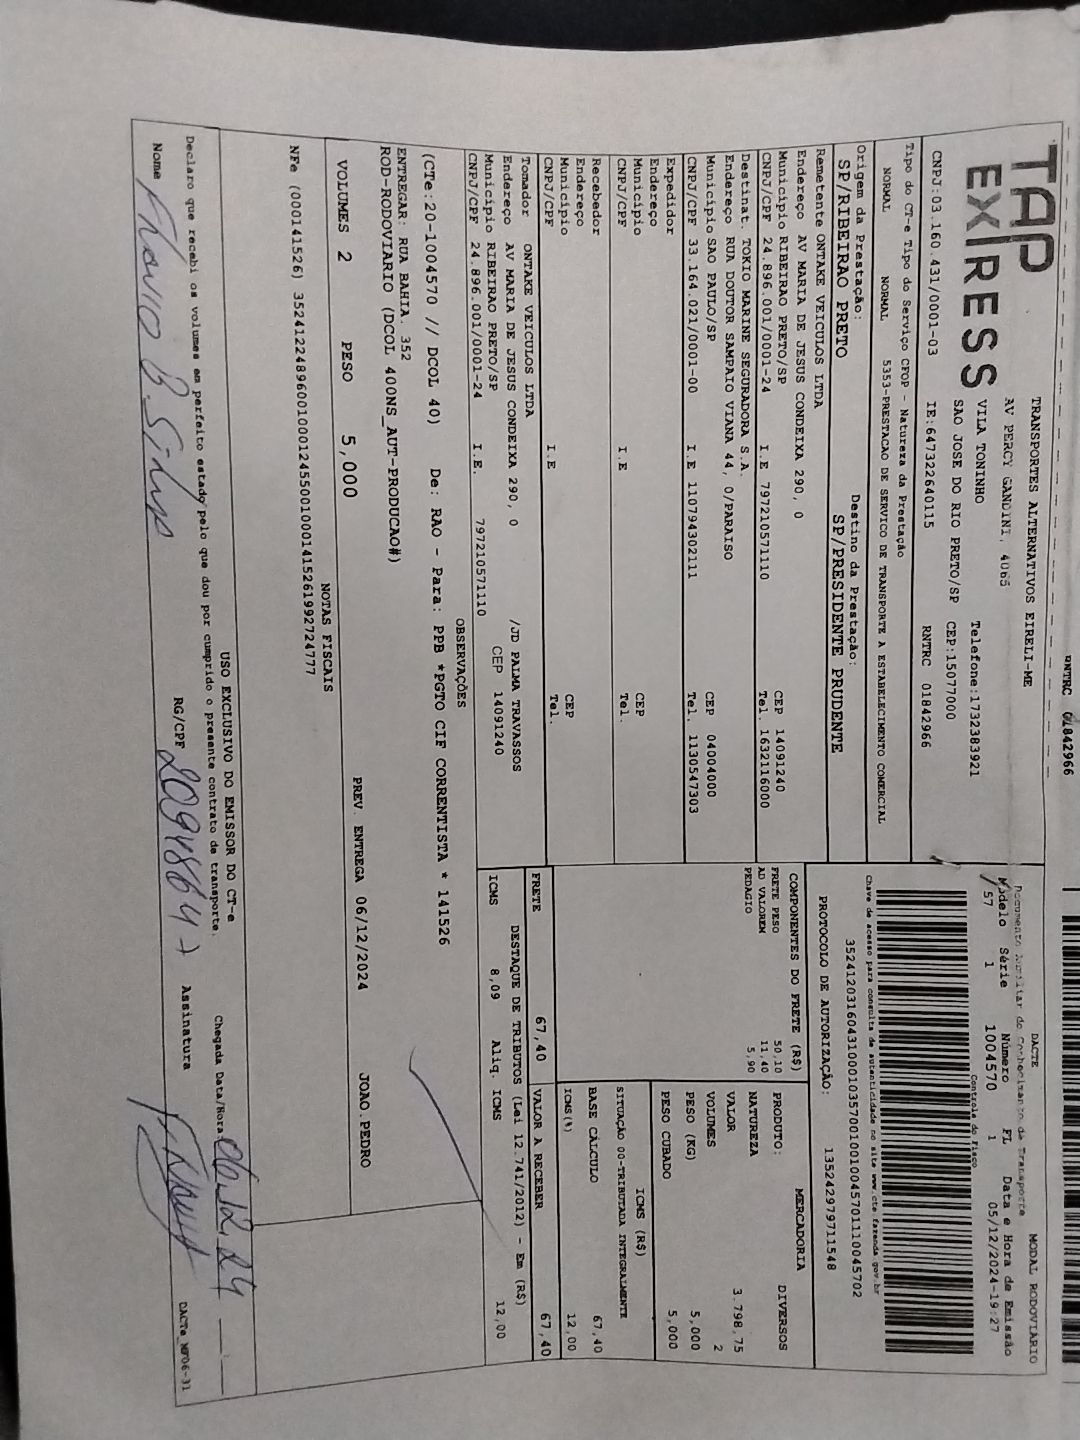 RNTRC 01842966
TAP
EXPRESS
TRANSPORTES ALTERNATIVOS EIRELI-ME
AV PERCY GANDINI, 4065
VILA TONINHO Telefone:1732383921
SAO JOSE DO RIO PRETO/SP CEP:15077000
CNPJ:03.160.431/0001-03 IE:647322640115 RNTRC 01842966
DACTE MODAL RODOVIÁRIO
Documento Auxiliar do Conhecimento de Transporte
Modelo Série Número FL Data e Hora de Emissão
57 1 1004570 1 05/12/2024-19:27
Controle do Fisco
Chave de acesso para consulta de autenticidade no site www.cte.fazenda.gov.br
35241203160431000103570010010045701110045702
PROTOCOLO DE AUTORIZAÇÃO: 135242979711548
Tipo do CT-e Tipo do Serviço CFOP - Natureza da Prestação
NORMAL NORMAL 5353-PRESTACAO DE SERVICO DE TRANSPORTE A ESTABELECIMENTO COMERCIAL
Origem da Prestação: Destino da Prestação:
SP/RIBEIRAO PRETO SP/PRESIDENTE PRUDENTE
Remetente ONTAKE VEICULOS LTDA
Endereço AV MARIA DE JESUS CONDEIXA 290, 0
Município RIBEIRAO PRETO/SP CEP 14091240
CNPJ/CPF 24.896.001/0001-24 I.E 797210571110 Tel. 1632116000
Destinat. TOKIO MARINE SEGURADORA S.A.
Endereço RUA DOUTOR SAMPAIO VIANA 44, 0/PARAISO
Município SAO PAULO/SP CEP 04004000
CNPJ/CPF 33.164.021/0001-00 I.E 110794302111 Tel. 1130547303
Expedidor
Endereço
Município CEP
CNPJ/CPF I.E Tel.
Recebedor
Endereço
Município CEP
CNPJ/CPF I.E Tel.
Tomador ONTAKE VEICULOS LTDA
Endereço AV MARIA DE JESUS CONDEIXA 290, 0 /JD PALMA TRAVASSOS
Município RIBEIRAO PRETO/SP CEP 14091240
CNPJ/CPF 24.896.001/0001-24 I.E. 797210571110
COMPONENTES DO FRETE (R$)
FRETE PESO 50,10
AD VALOREM 11,40
PEDAGIO 5,90
MERCADORIA
PRODUTO: DIVERSOS
NATUREZA
VALOR 3.798,75
VOLUMES 2
PESO (KG) 5,000
PESO CUBADO 5,000
ICMS (R$)
SITUAÇÃO 00-TRIBUTADA INTEGRALMENTE
BASE CÁLCULO 67,40
ICMS(%) 12,00
FRETE 67,40 VALOR A RECEBER 67,40
DESTAQUE DE TRIBUTOS (Lei 12.741/2012) - Em (R$)
ICMS 8,09 Aliq. ICMS 12,00
OBSERVAÇÕES
(CTe:20-1004570 // DCOL 40) De: RAO - Para: PPB *PGTO CIF CORRENTISTA * 141526
ENTREGAR: RUA BAHIA. 352
ROD-RODOVIARIO (DCOL 400NS_AUT-PRODUCAO#)
VOLUMES 2 PESO 5,000 PREV. ENTREGA 06/12/2024 JOAO.PEDRO
NOTAS FISCAIS
NFe (000141526) 35241224896001000124550010001415261992724777
USO EXCLUSIVO DO EMISSOR DO CT-e
Declaro que recebi os volumes em perfeito estado pelo que dou por cumprido o presente contrato de transporte.
Chegada Data/Hora 06.12.24
Nome B. Silva RG/CPF Assinatura
DACTe_NF06-31